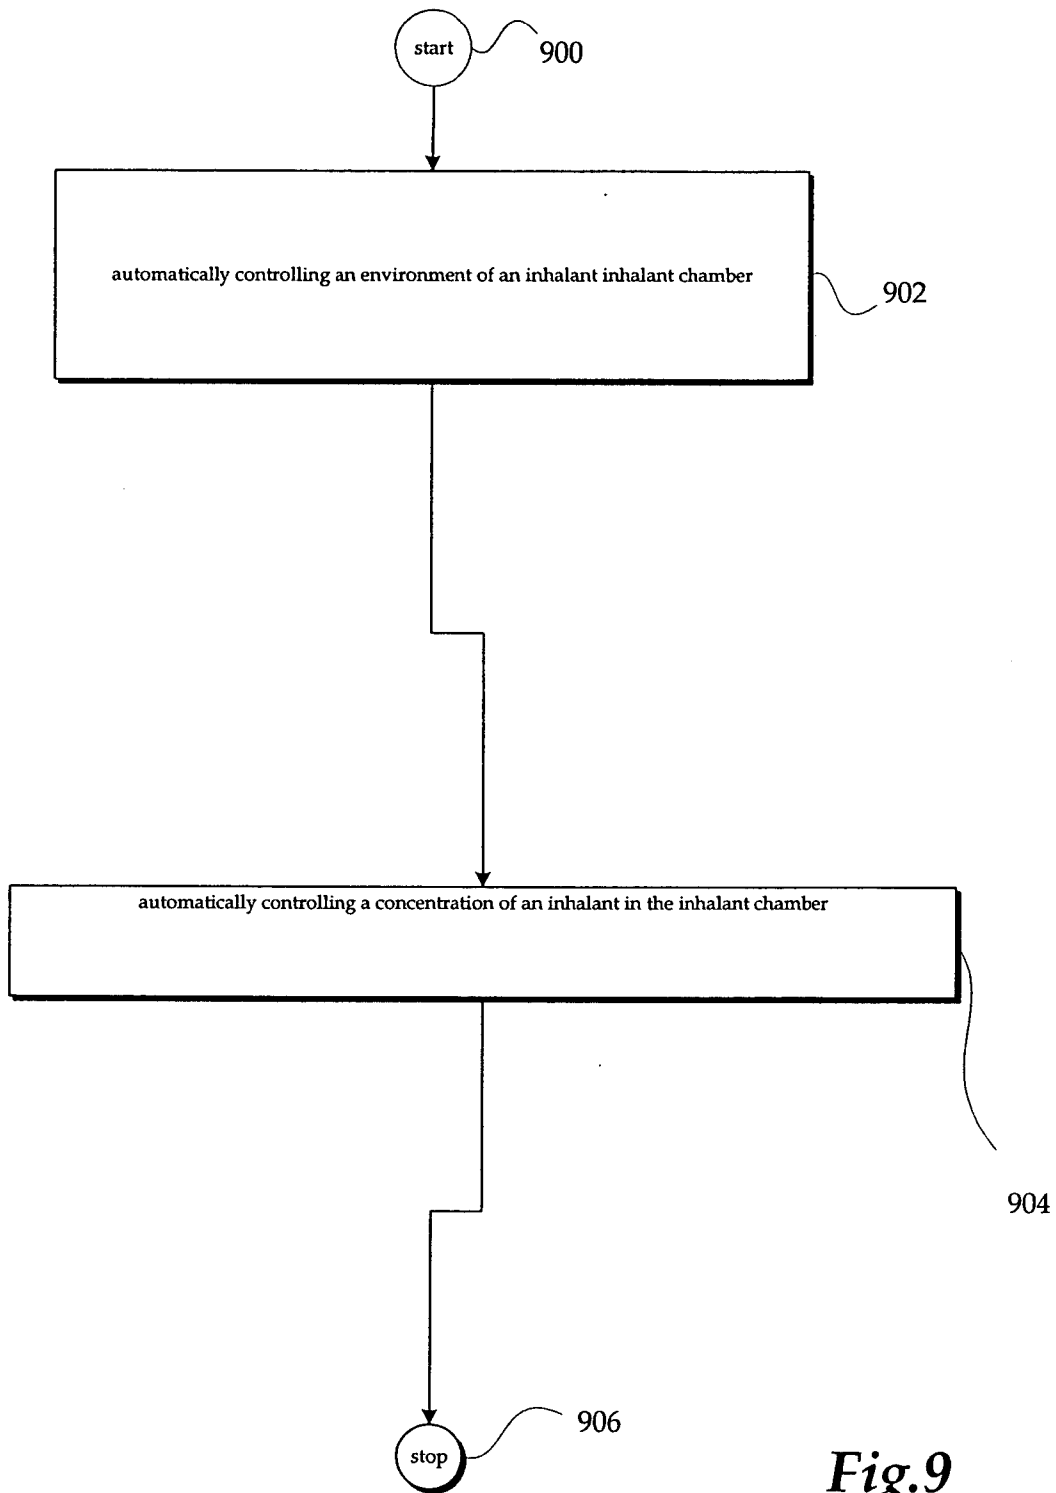 start
900
automatically controlling an environment of an inhalant inhalant chamber
902
automatically controlling a concentration of an inhalant in the inhalant chamber
904
906
stop
Fig.9